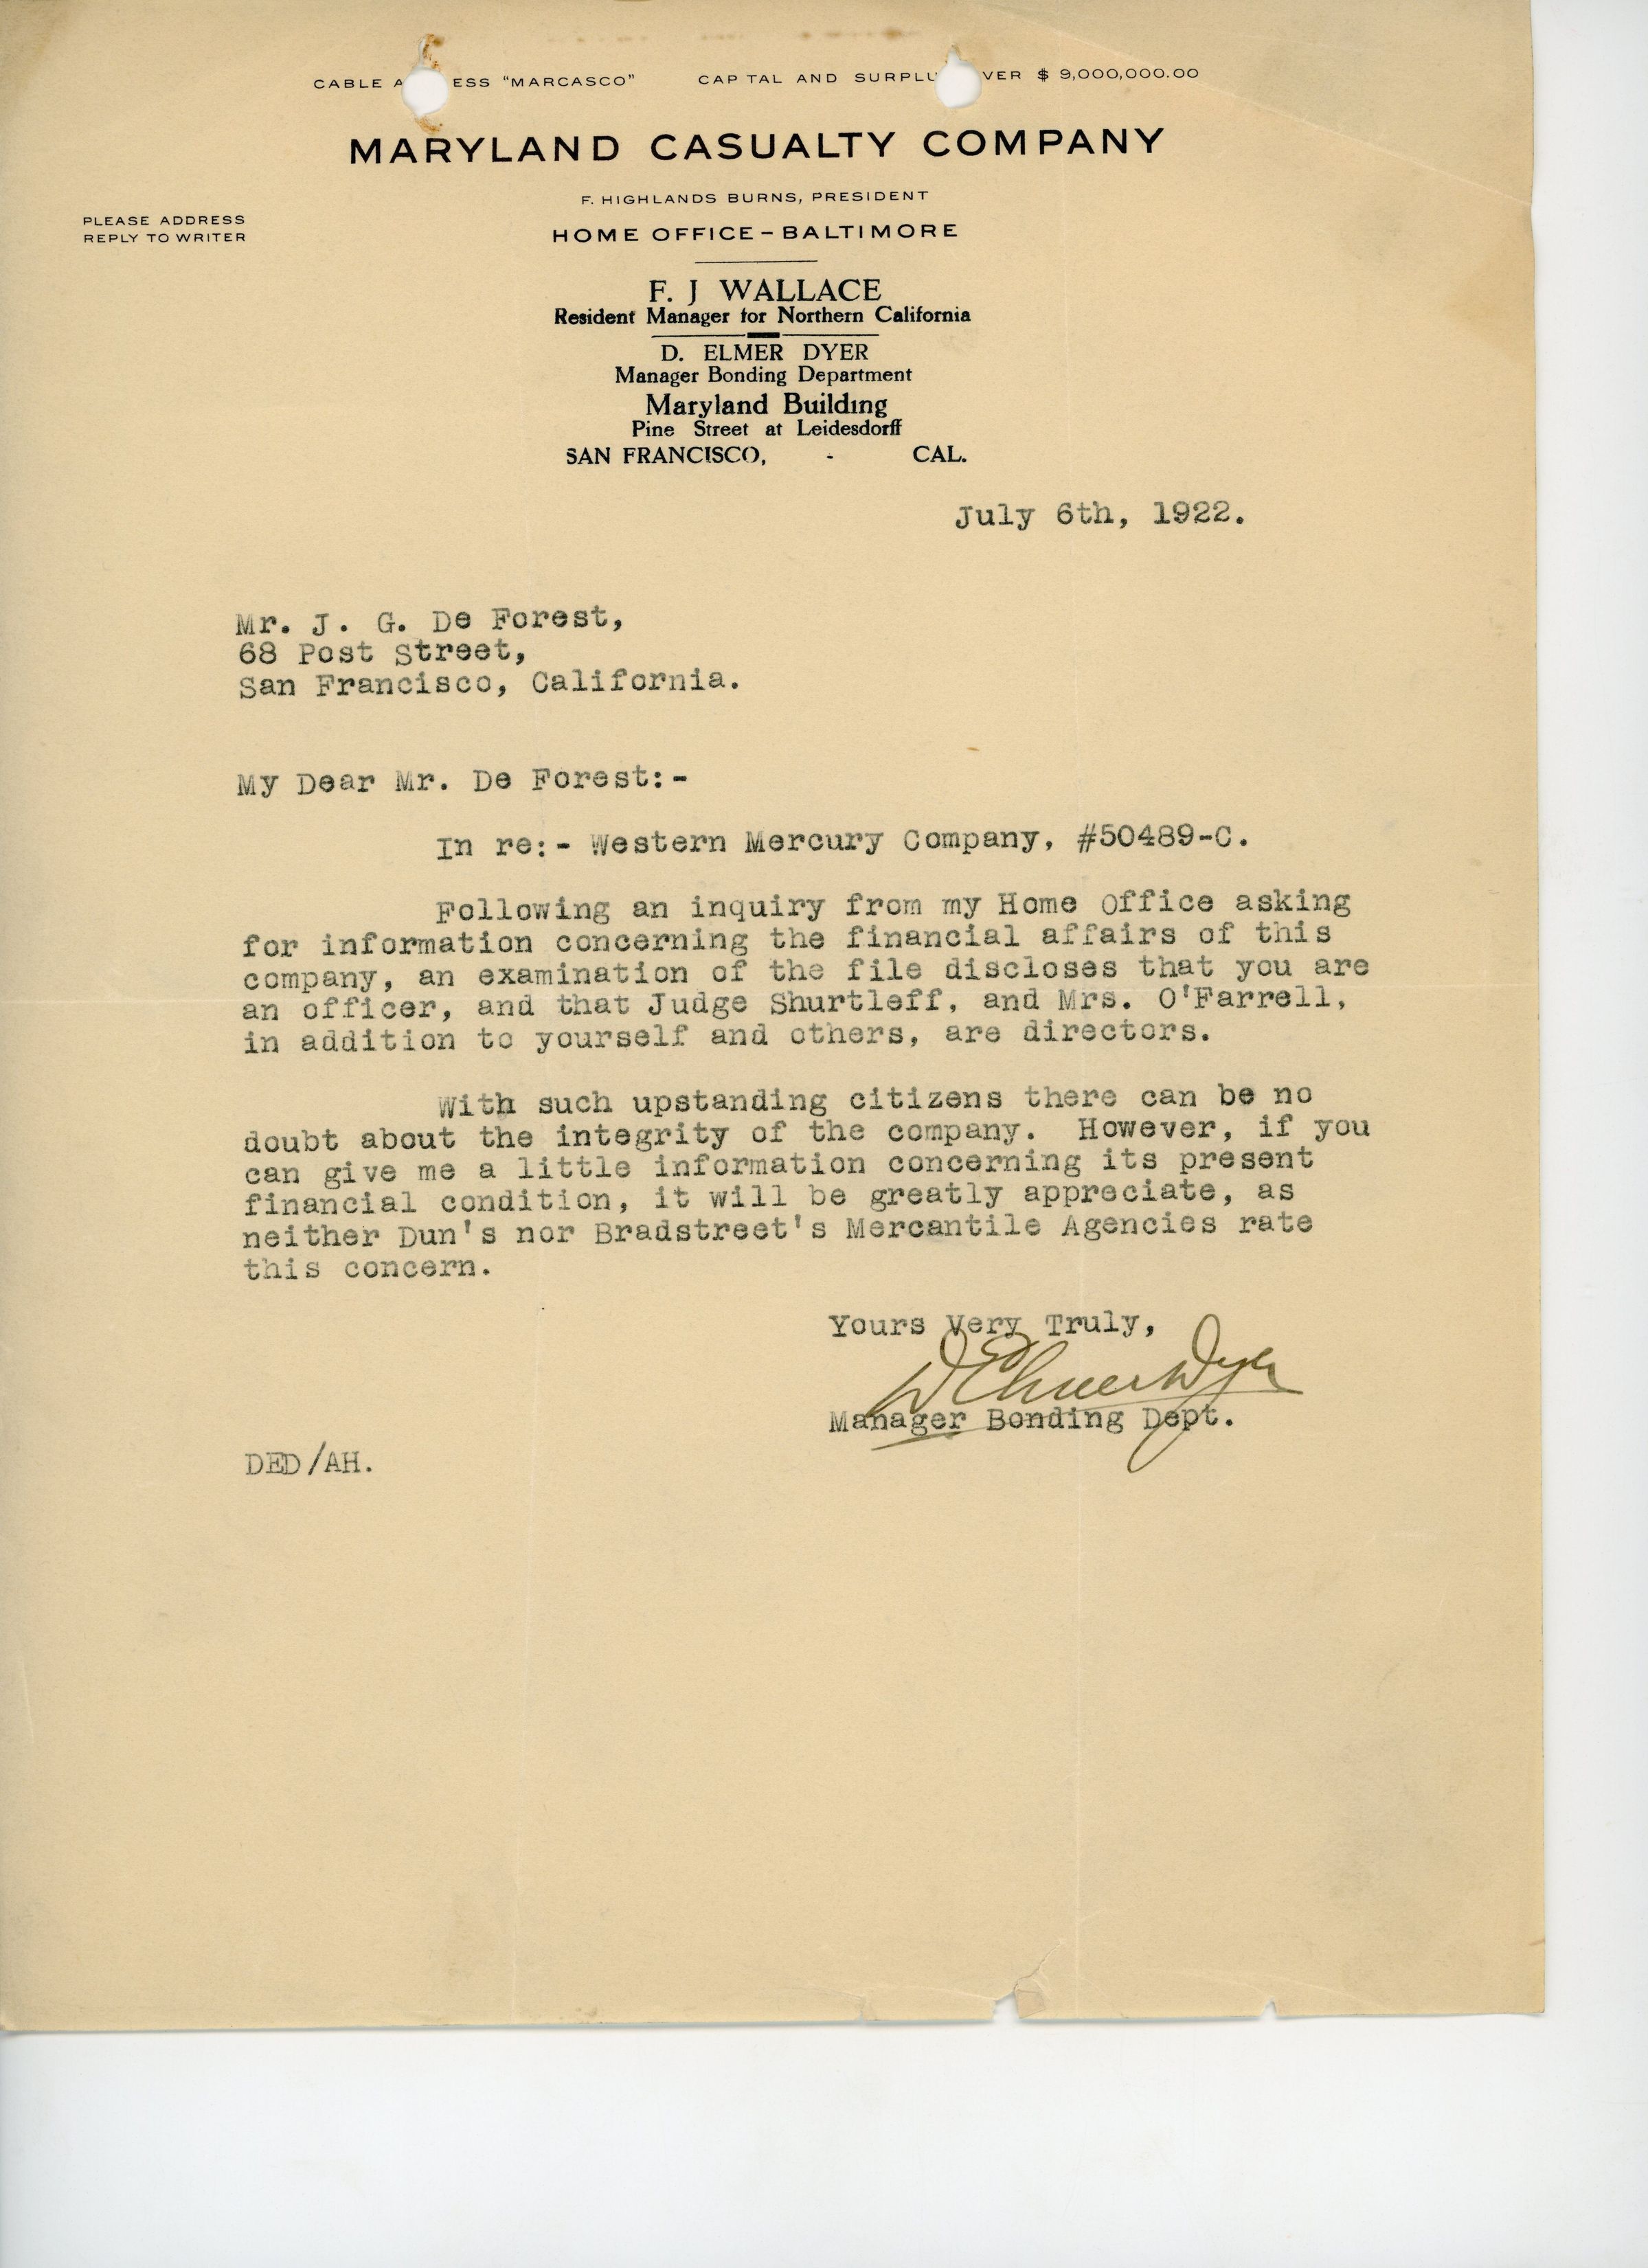 CABLE A ESS "MARCASCO" CAP TAL AND SURPLU VER $ 9,000,000.00
MARYLAND CASUALTY COMPANY
F. HIGHLANDS BURNS, PRESIDENT
PLEASE ADDRESS
REPLY TO WRITER
HOME OFFICE - BALTIMORE
F. J WALLACE
Resident Manager for Northern California
D. ELMER DYER
Manager Bonding Department
Maryland Building
Pine Street at Leidesdorff
SAN FRANCISCO, - CAL.
July 6th, 1922.
Mr. J. G. De Forest,
68 Post Street,
San Francisco, California.
My Dear Mr. De Forest:-
In re:- Western Mercury Company, #50489-C.
Following an inquiry from my Home Office asking
for information concerning the financial affairs of this
company, an examination of the file discloses that you are
an officer, and that Judge Shurtleff, and Mrs. O'Farrell,
in addition to yourself and others, are directors.
With such upstanding citizens there can be no
doubt about the integrity of the company. However, if you
can give me a little information concerning its present
financial condition, it will be greatly appreciate, as
neither Dun's nor Bradstreet's Mercantile Agencies rate
this concern.
Yours Very Truly,
D Elmer Dyer
Manager Bonding Dept.
DED/AH.